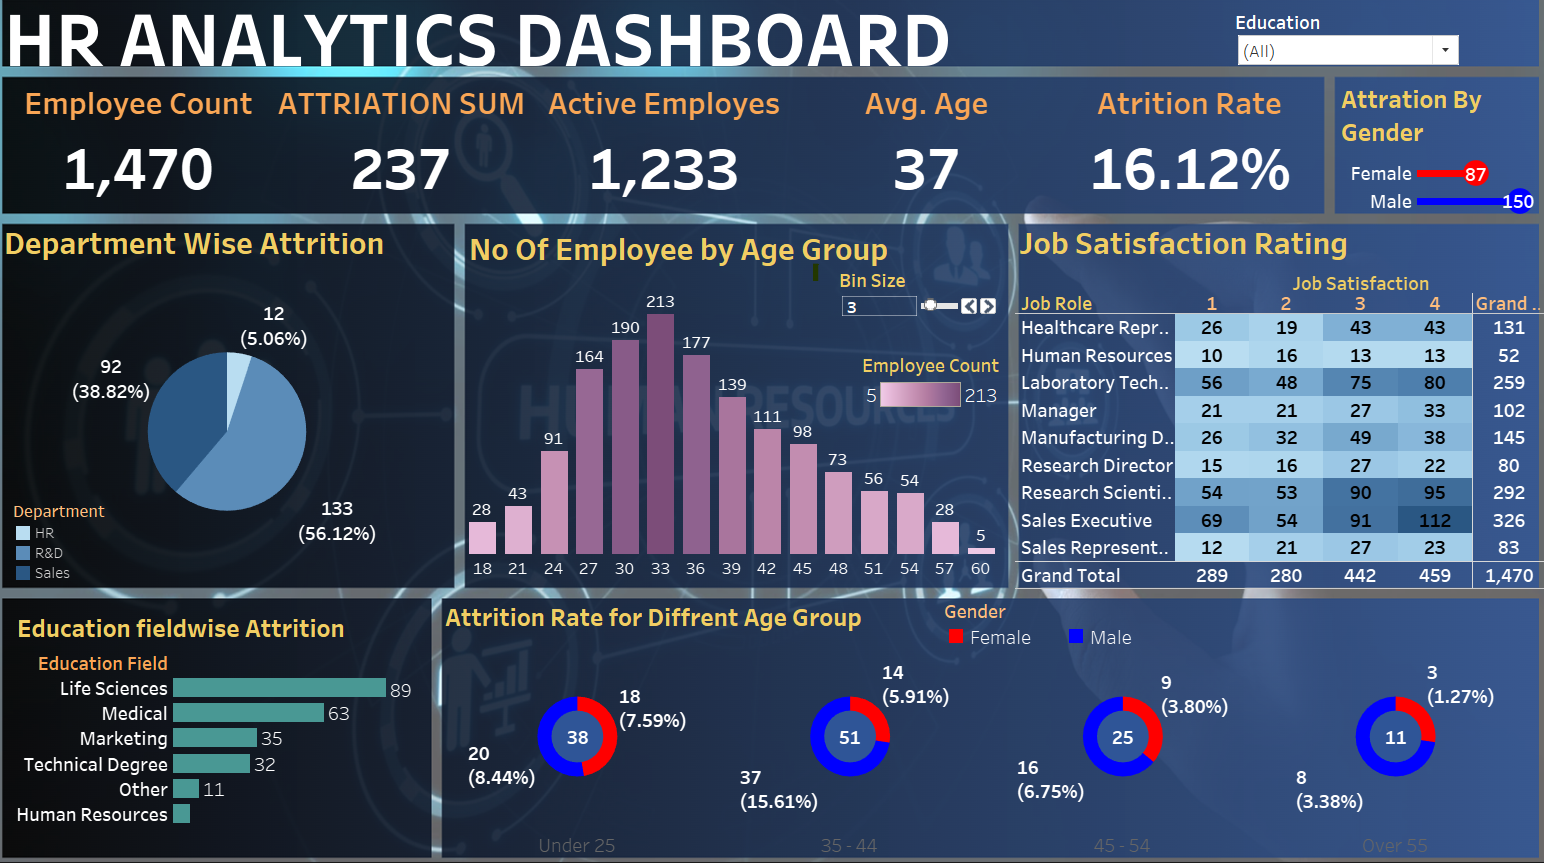 HR ANALYTICS DASHBOARD
Education
(All)
Employee Count
1,470
ATTRIATION SUM
237
Active Employes
1,233
Avg. Age
37
Atrition Rate
16.12%
Attration By
Gender
Female 87
Male 150
Department Wise Attrition
12
(5.06%)
92
(38.82%)
133
(56.12%)
Department
HR
R&D
Sales
No Of Employee by Age Group
Bin Size
3
Employee Count
5 213
28 43 91 164 190 213 177 139 111 98 73 56 54 28 5
18 21 24 27 30 33 36 39 42 45 48 51 54 57 60
HUMAN RESOURCES
Job Satisfaction Rating
Job Satisfaction
Job Role 1 2 3 4 Grand ..
Healthcare Repr.. 26 19 43 43 131
Human Resources 10 16 13 13 52
Laboratory Tech.. 56 48 75 80 259
Manager 21 21 27 33 102
Manufacturing D.. 26 32 49 38 145
Research Director 15 16 27 22 80
Research Scienti.. 54 53 90 95 292
Sales Executive 69 54 91 112 326
Sales Represent.. 12 21 27 23 83
Grand Total 289 280 442 459 1,470
Education fieldwise Attrition
Education Field
Life Sciences 89
Medical 63
Marketing 35
Technical Degree 32
Other 11
Human Resources
Attrition Rate for Diffrent Age Group
Gender
Female Male
18
(7.59%)
38
20
(8.44%)
Under 25
14
(5.91%)
51
37
(15.61%)
35 - 44
9
(3.80%)
25
16
(6.75%)
45 - 54
3
(1.27%)
11
8
(3.38%)
Over 55